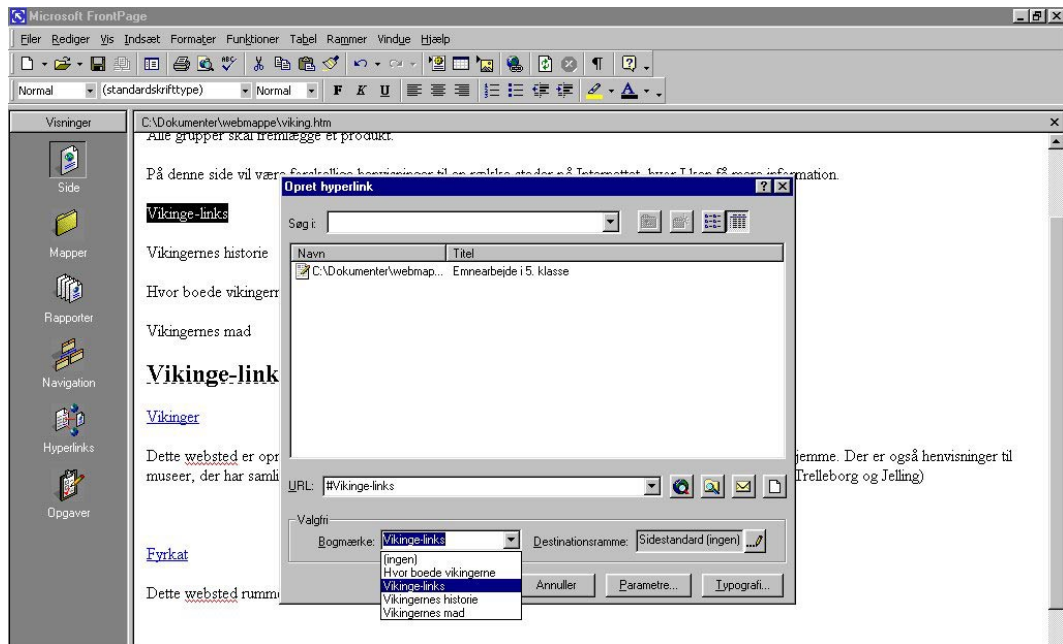 Microsoft FrontPage
Filer Rediger Vis Indsæt Formater Funktioner Tabel Rammer Vindue Hjælp
Normal (standardskrifttype) Normal F K U A
Visninger
C:\Dokumenter\webmappe\viking.htm
Alle grupper skal fremlægge et produkt.
På denne side vil være forskellige henvisninger til en række steder på Internettet, hvor I kan få mere information.
Side
Opret hyperlink
Vikinge-links
Søg i:
Mapper
Vikingernes historie
Navn Titel
C:\Dokumenter\webmap... Emnearbejde i 5. klasse
Hvor boede vikingern
Rapporter
Vikingernes mad
Navigation
Vikinge-link
Vikinger
Hyperlinks
Dette websted er opr jemme. Der er også henvisninger til
museer, der har samli Trelleborg og Jelling)
URL: #Vikinge-links
Opgaver
Valgfri
Bogmærke: Vikinge-links Destinationsramme: Sidestandard (ingen)
Fyrkat
(ingen)
Hvor boede vikingerne
Vikinge-links
Vikingernes historie
Vikingernes mad
Annuller Parametre... Typografi...
Dette websted rumm